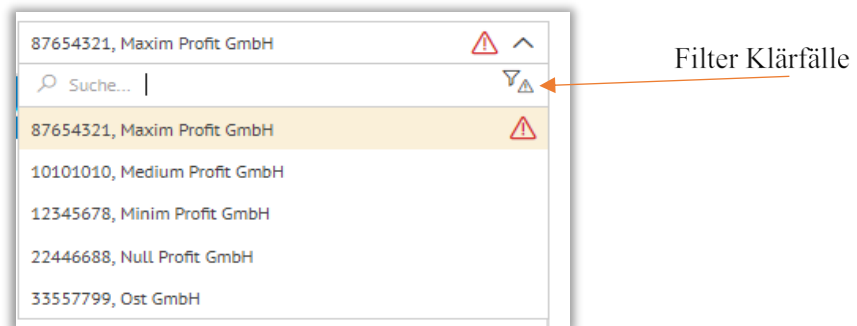 87654321, Maxim Profit GmbH
Suche...
Filter Klärfälle
87654321, Maxim Profit GmbH
10101010, Medium Profit GmbH
12345678, Minim Profit GmbH
22446688, Null Profit GmbH
33557799, Ost GmbH